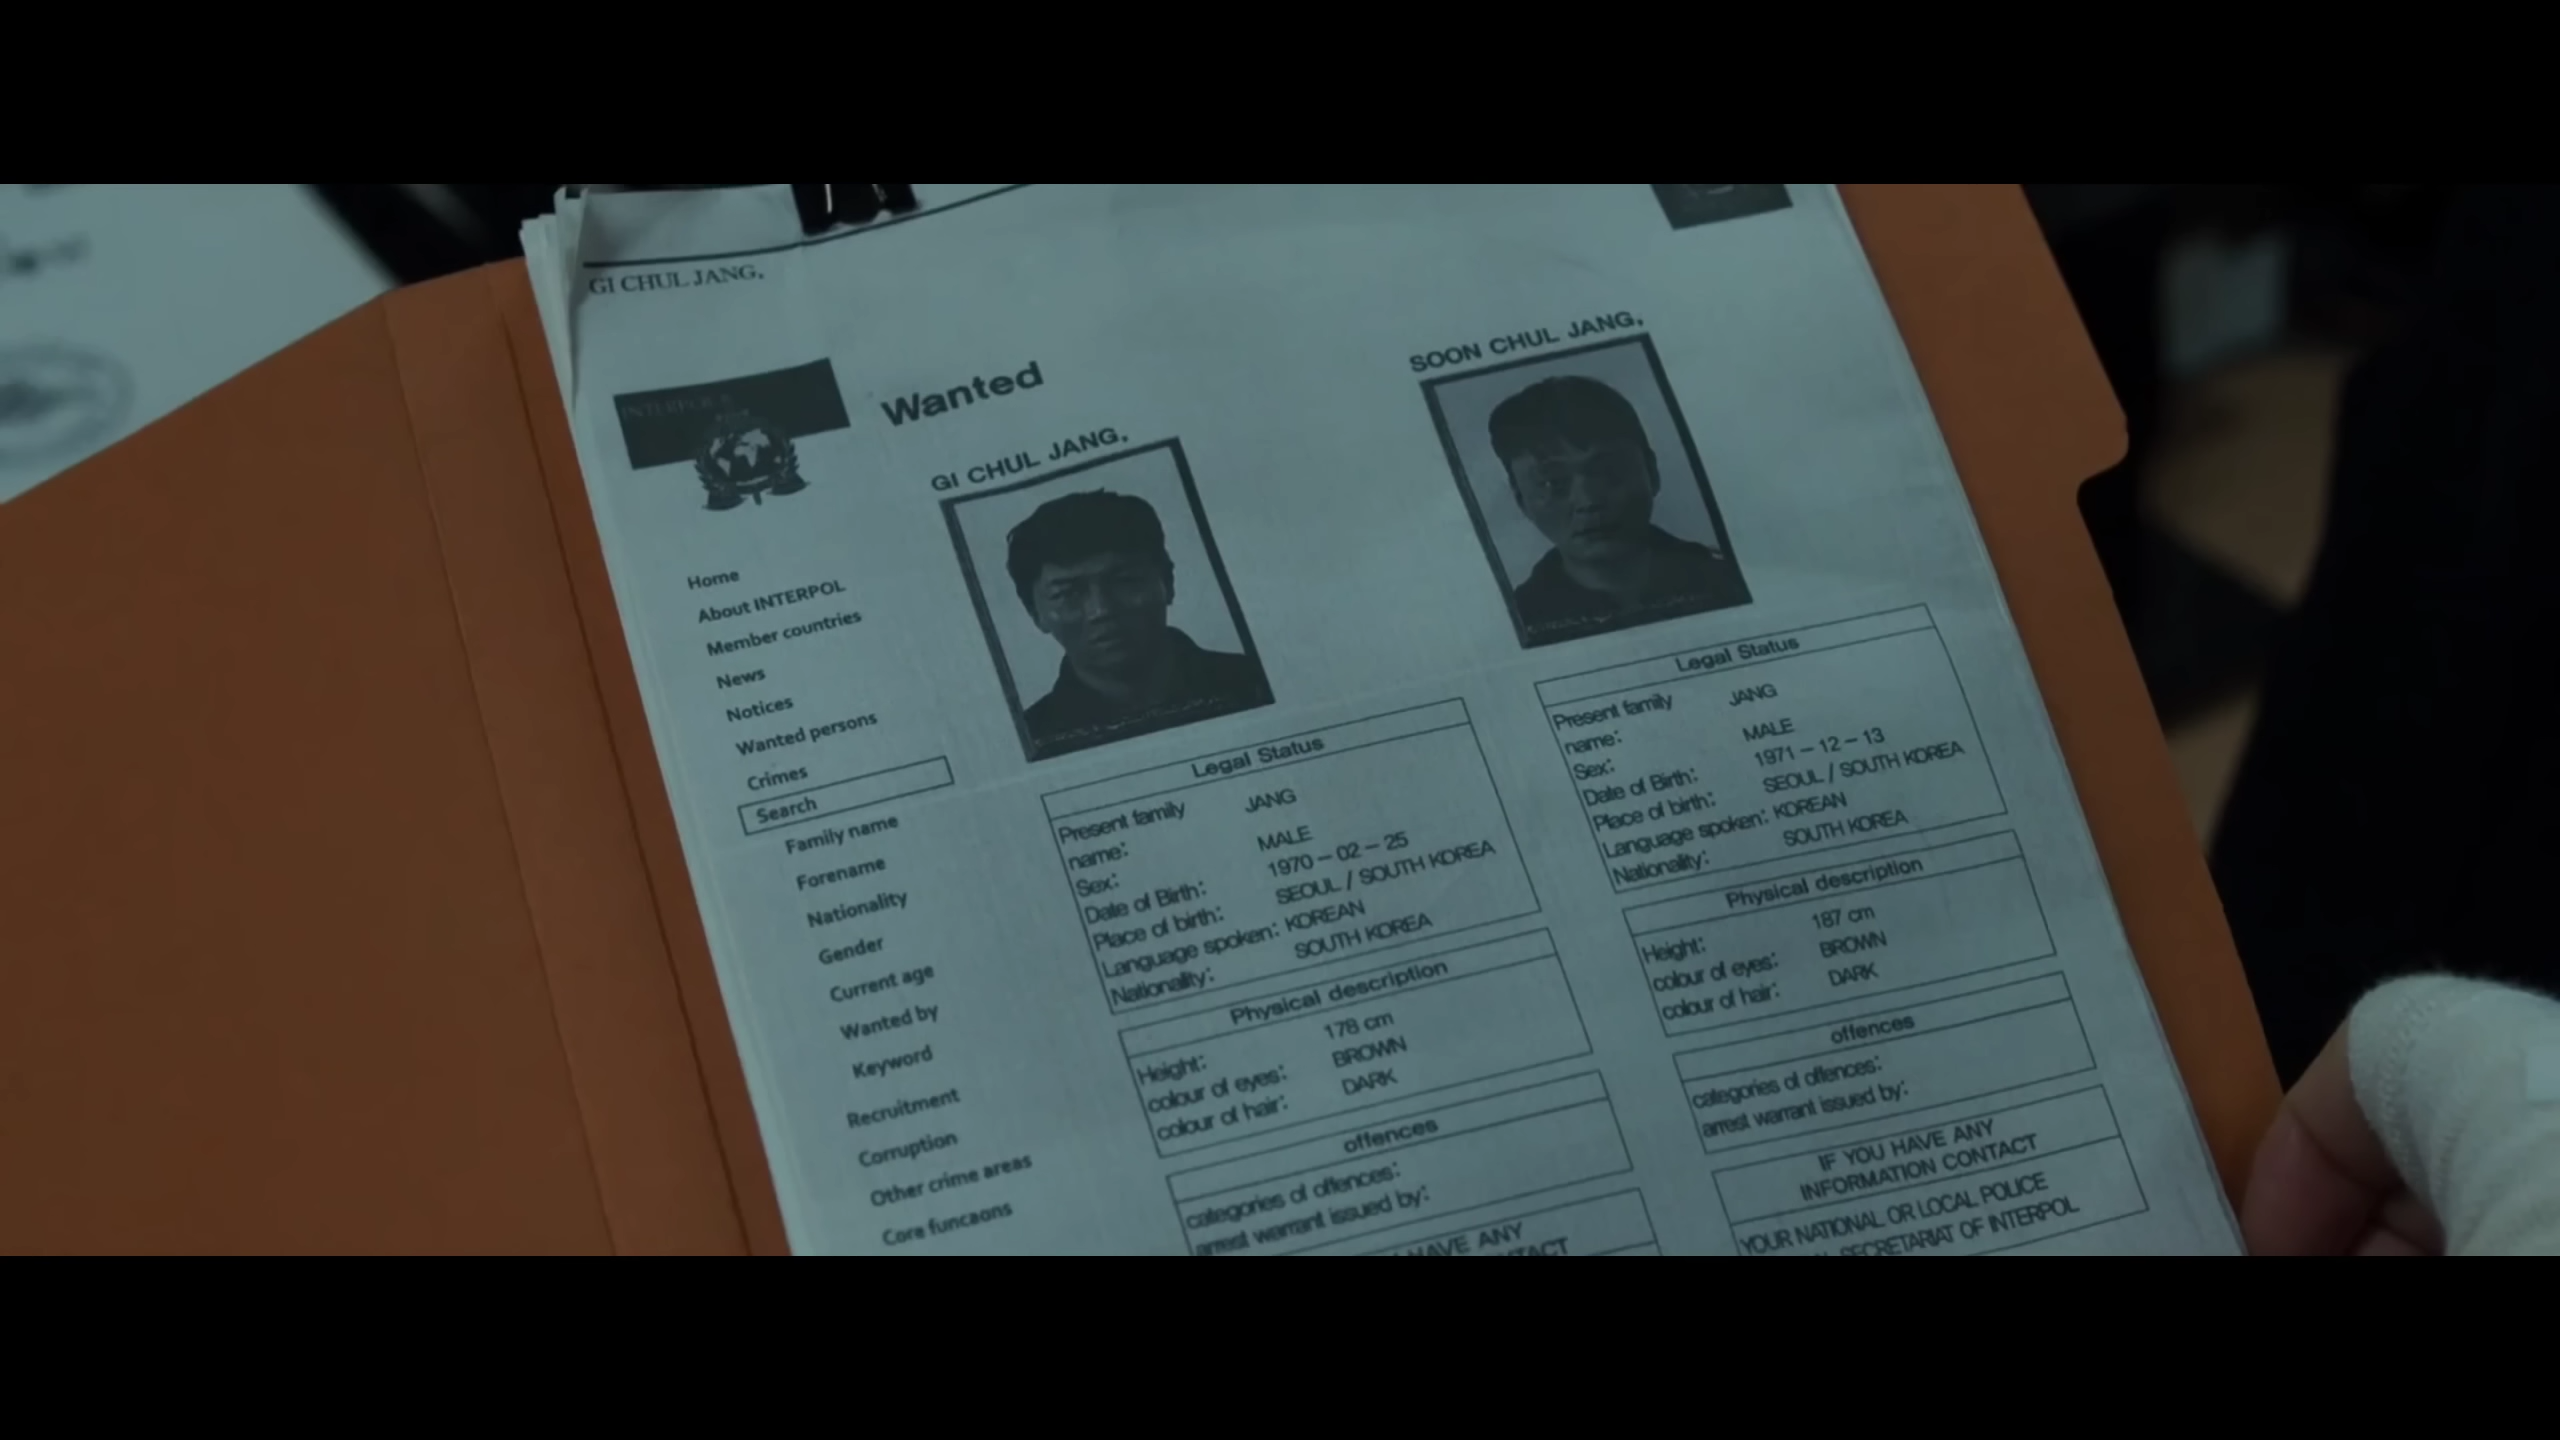 GI CHUL JANG,
Wanted
GI CHUL JANG,
SOON CHUL JANG,
Home
About INTERPOL
Member countries
News
Notices
Wanted persons
Crimes
Search
Family name
Forename
Nationality
Gender
Current age
Wanted by
Keyword
Recruitment
Corruption
Other crime areas
Core funcaons
Legal Status
Present family name: JANG
Sex: MALE
Date of Birth: 1970 – 02 – 25
Place of birth: SEOUL / SOUTH KOREA
Language spoken: KOREAN
Nationality: SOUTH KOREA
Physical description
Height: 178 cm
colour of eyes: BROWN
colour of hair: DARK
offences
categories of offences:
arrest warrant issued by:
HAVE ANY
Legal Status
Present family name: JANG
Sex: MALE
Date of Birth: 1971 – 12 – 13
Place of birth: SEOUL / SOUTH KOREA
Language spoken: KOREAN
Nationality: SOUTH KOREA
Physical description
Height: 187 cm
colour of eyes: BROWN
colour of hair: DARK
offences
categories of offences:
arrest warrant issued by:
IF YOU HAVE ANY
INFORMATION CONTACT
YOUR NATIONAL OR LOCAL POLICE
SECRETARIAT OF INTERPOL